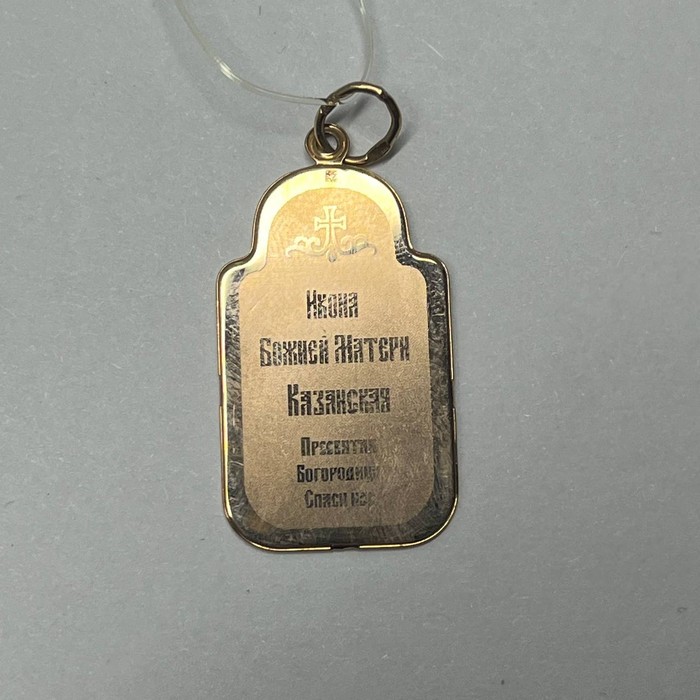 Икона
Божией Матери
Казанская
Пресвятая
Богородица
Спаси нас